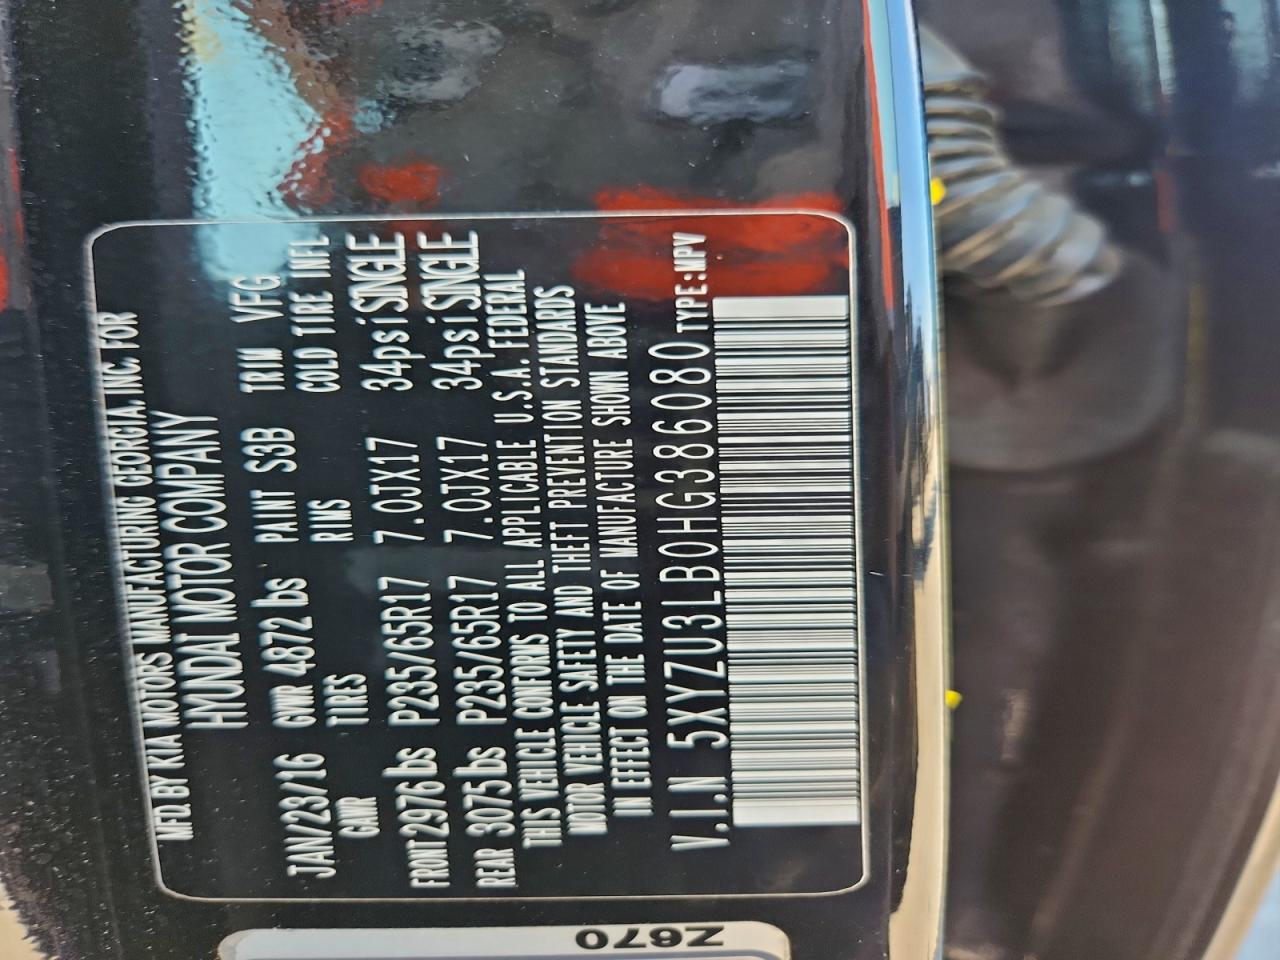 MFD. BY KIA MOTORS MANUFACTURING GEORGIA, INC. FOR
HYUNDAI MOTOR COMPANY
JAN/23/16 GVWR 4872 lbs PAINT S3B TRIM VFG
GAWR TIRES RIMS COLD TIRE INFL
FRONT 2976 lbs P235/65R17 7.0JX17 34psi SINGLE
REAR 3075 lbs P235/65R17 7.0JX17 34psi SINGLE
THIS VEHICLE CONFORMS TO ALL APPLICABLE U.S.A. FEDERAL
MOTOR VEHICLE SAFETY AND THEFT PREVENTION STANDARDS
IN EFFECT ON THE DATE OF MANUFACTURE SHOWN ABOVE
V.I.N 5XYZU3LB0HG386080 TYPE:MPV
Z670